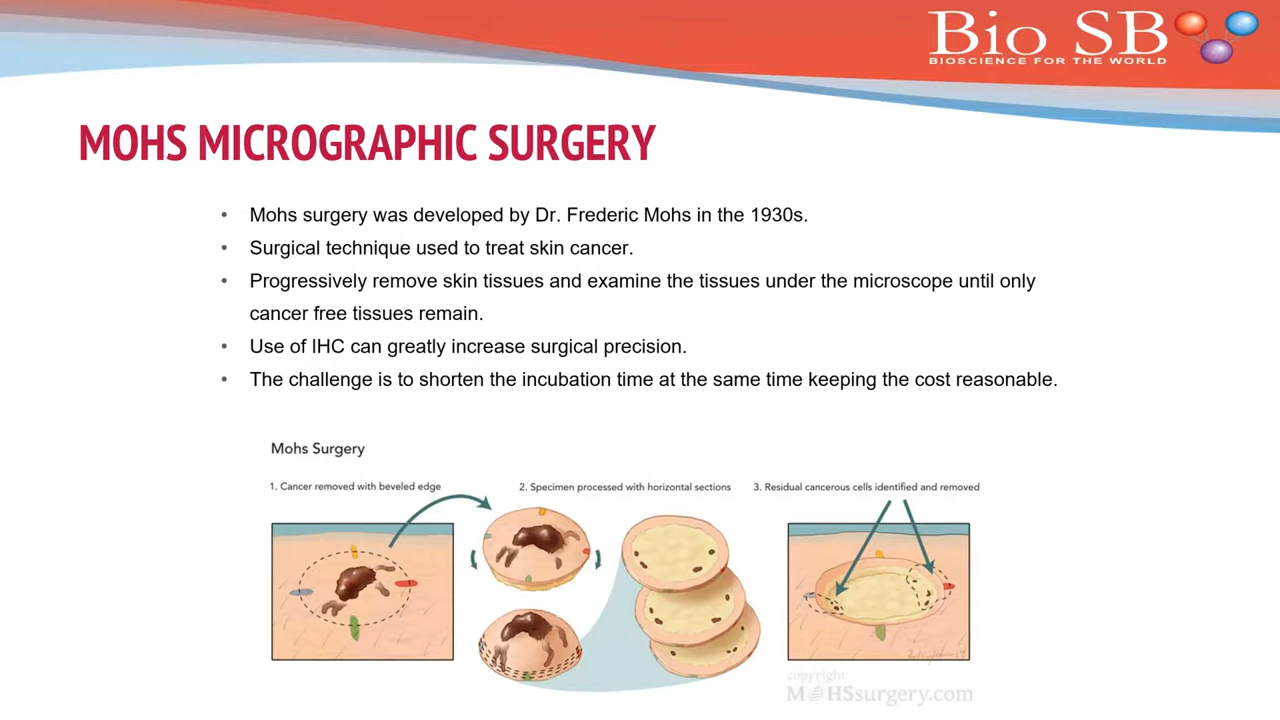 Bio SB
BIOSCIENCE FOR THE WORLD
MOHS MICROGRAPHIC SURGERY
• Mohs surgery was developed by Dr. Frederic Mohs in the 1930s.
• Surgical technique used to treat skin cancer.
• Progressively remove skin tissues and examine the tissues under the microscope until only
cancer free tissues remain.
• Use of IHC can greatly increase surgical precision.
• The challenge is to shorten the incubation time at the same time keeping the cost reasonable.
Mohs Surgery
1. Cancer removed with beveled edge
2. Specimen processed with horizontal sections
3. Residual cancerous cells identified and removed
copyright
MOHSsurgery.com